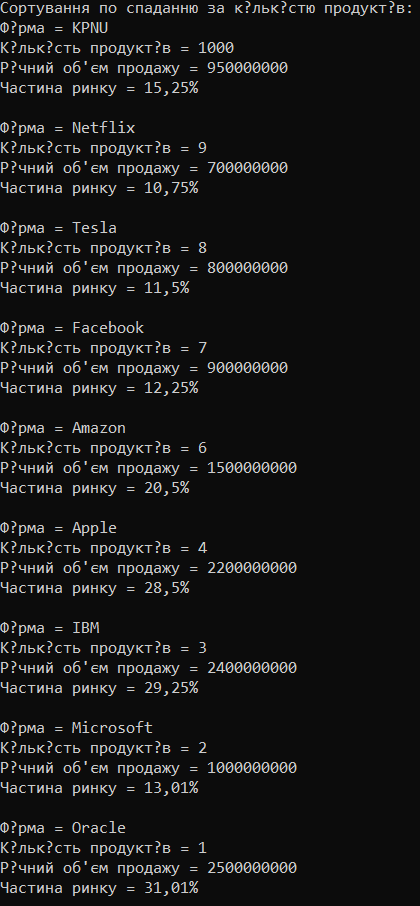 Сортування по спаданню за к?льк?стю продукт?в:
Ф?рма = KPNU
К?льк?сть продукт?в = 1000
Р?чний об'єм продажу = 950000000
Частина ринку = 15,25%
Ф?рма = Netflix
К?льк?сть продукт?в = 9
Р?чний об'єм продажу = 700000000
Частина ринку = 10,75%
Ф?рма = Tesla
К?льк?сть продукт?в = 8
Р?чний об'єм продажу = 800000000
Частина ринку = 11,5%
Ф?рма = Facebook
К?льк?сть продукт?в = 7
Р?чний об'єм продажу = 900000000
Частина ринку = 12,25%
Ф?рма = Amazon
К?льк?сть продукт?в = 6
Р?чний об'єм продажу = 1500000000
Частина ринку = 20,5%
Ф?рма = Apple
К?льк?сть продукт?в = 4
Р?чний об'єм продажу = 2200000000
Частина ринку = 28,5%
Ф?рма = IBM
К?льк?сть продукт?в = 3
Р?чний об'єм продажу = 2400000000
Частина ринку = 29,25%
Ф?рма = Microsoft
К?льк?сть продукт?в = 2
Р?чний об'єм продажу = 1000000000
Частина ринку = 13,01%
Ф?рма = Oracle
К?льк?сть продукт?в = 1
Р?чний об'єм продажу = 2500000000
Частина ринку = 31,01%